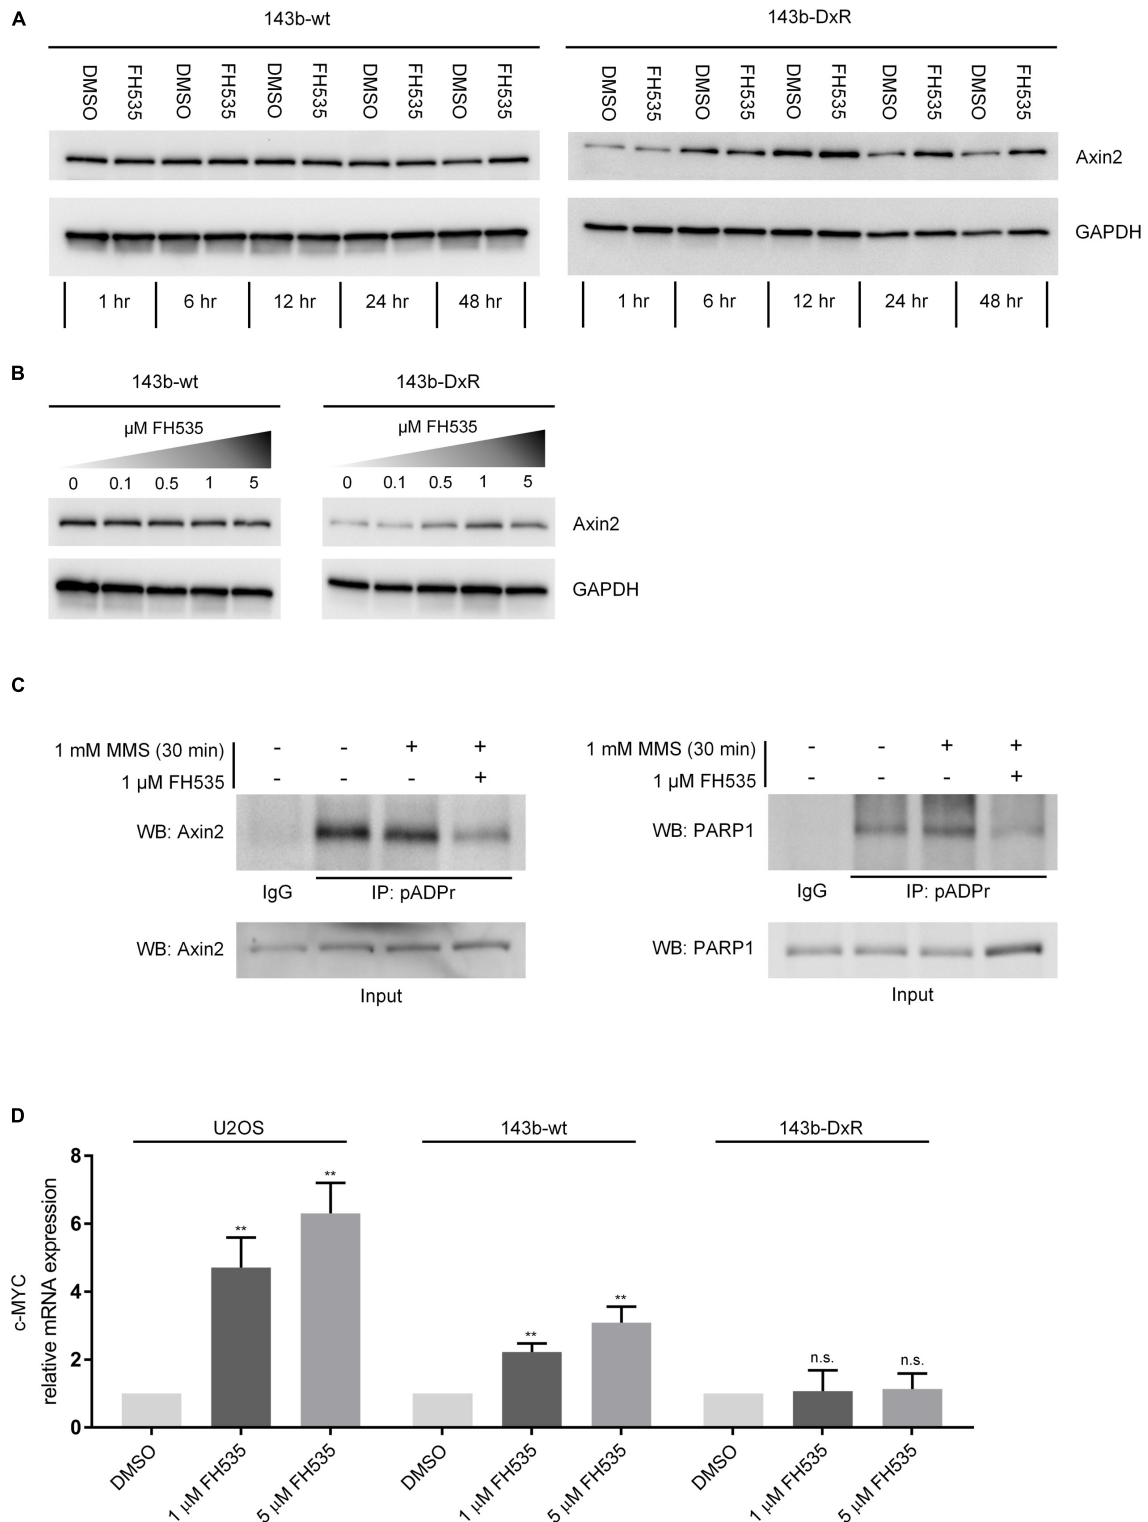 A
143b-wt
143b-DxR
DMSO FH535 DMSO FH535 DMSO FH535 DMSO FH535 DMSO FH535
DMSO FH535 DMSO FH535 DMSO FH535 DMSO FH535 DMSO FH535
Axin2
GAPDH
1 hr 6 hr 12 hr 24 hr 48 hr
1 hr 6 hr 12 hr 24 hr 48 hr
B
143b-wt
143b-DxR
µM FH535
µM FH535
0 0.1 0.5 1 5
0 0.1 0.5 1 5
Axin2
GAPDH
C
1 mM MMS (30 min) - - + +
1 µM FH535 - - - +
WB: Axin2
IgG IP: pADPr
WB: Axin2
Input
1 mM MMS (30 min) - - + +
1 µM FH535 - - - +
WB: PARP1
IgG IP: pADPr
WB: PARP1
Input
D
U2OS
143b-wt
143b-DxR
c-MYC
relative mRNA expression
8
6
4
2
0
**
**
**
**
n.s.
n.s.
DMSO
1 µM FH535
5 µM FH535
DMSO
1 µM FH535
5 µM FH535
DMSO
1 µM FH535
5 µM FH535